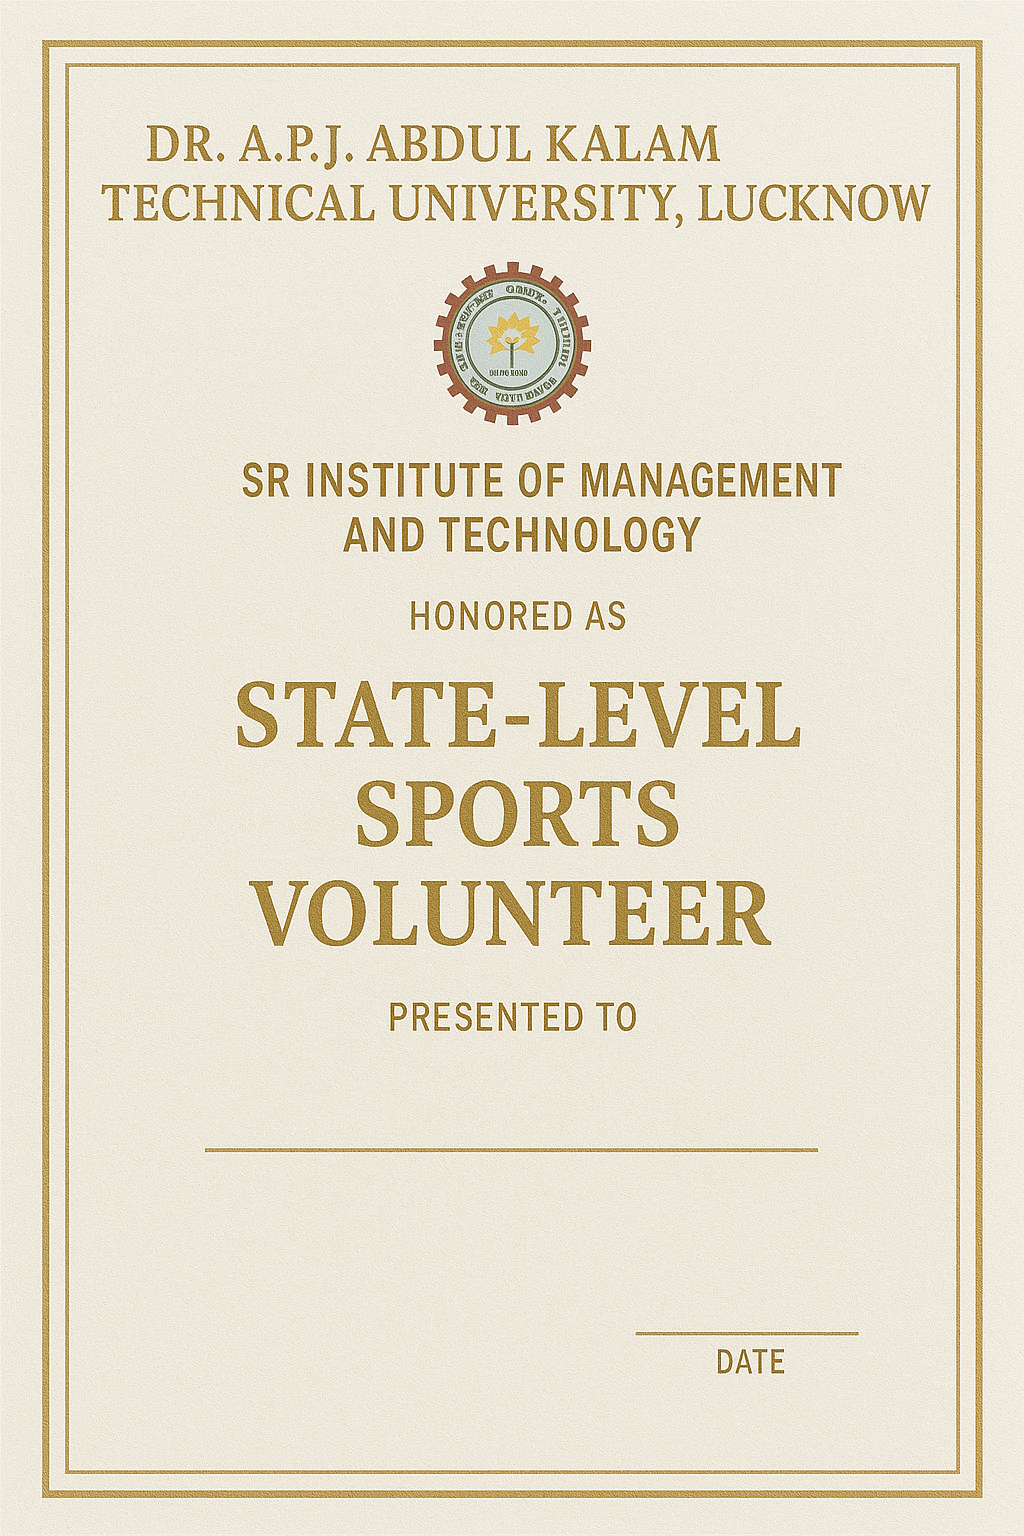 DR. A.P.J. ABDUL KALAM
TECHNICAL UNIVERSITY, LUCKNOW
SR INSTITUTE OF MANAGEMENT
AND TECHNOLOGY
HONORED AS
STATE-LEVEL
SPORTS
VOLUNTEER
PRESENTED TO
DATE